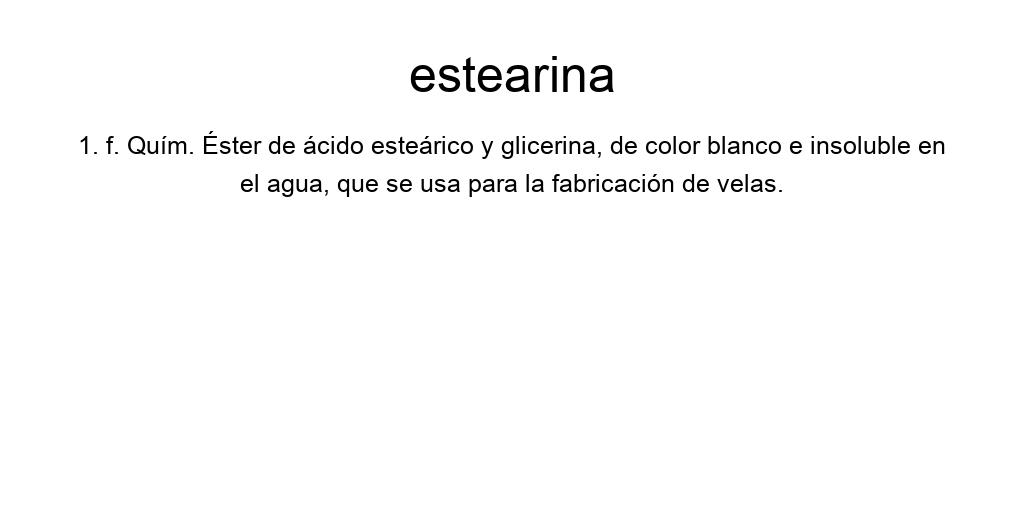 estearina
1. f. Quím. Éster de ácido esteárico y glicerina, de color blanco e insoluble en
el agua, que se usa para la fabricación de velas.